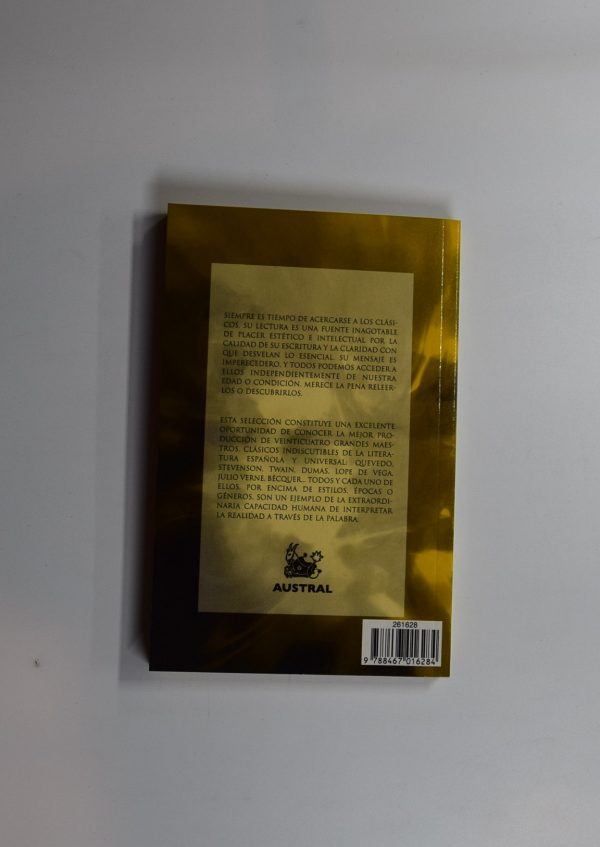 SIEMPRE ES TIEMPO DE ACERCARSE A LOS CLÁSI-
COS. SU LECTURA ES UNA FUENTE INAGOTABLE
DE PLACER ESTÉTICO E INTELECTUAL POR LA
CALIDAD DE SU ESCRITURA Y LA CLARIDAD CON
QUE DESVELAN LO ESENCIAL. SU MENSAJE ES
IMPERECEDERO, Y TODOS PODEMOS ACCEDER A
ELLOS INDEPENDIENTEMENTE DE NUESTRA
EDAD O CONDICIÓN. MERECE LA PENA RELEER-
LOS O DESCUBRIRLOS.
ESTA SELECCIÓN CONSTITUYE UNA EXCELENTE
OPORTUNIDAD DE CONOCER LA MEJOR PRO-
DUCCIÓN DE VEINTICUATRO GRANDES MAES-
TROS, CLÁSICOS INDISCUTIBLES DE LA LITERA-
TURA ESPAÑOLA Y UNIVERSAL: QUEVEDO,
STEVENSON, TWAIN, DUMAS, LOPE DE VEGA,
JULIO VERNE, BÉCQUER... TODOS Y CADA UNO DE
ELLOS, POR ENCIMA DE ESTILOS, ÉPOCAS O
GÉNEROS, SON UN EJEMPLO DE LA EXTRAORDI-
NARIA CAPACIDAD HUMANA DE INTERPRETAR
LA REALIDAD A TRAVÉS DE LA PALABRA.
AUSTRAL
261628
9 788467 016284